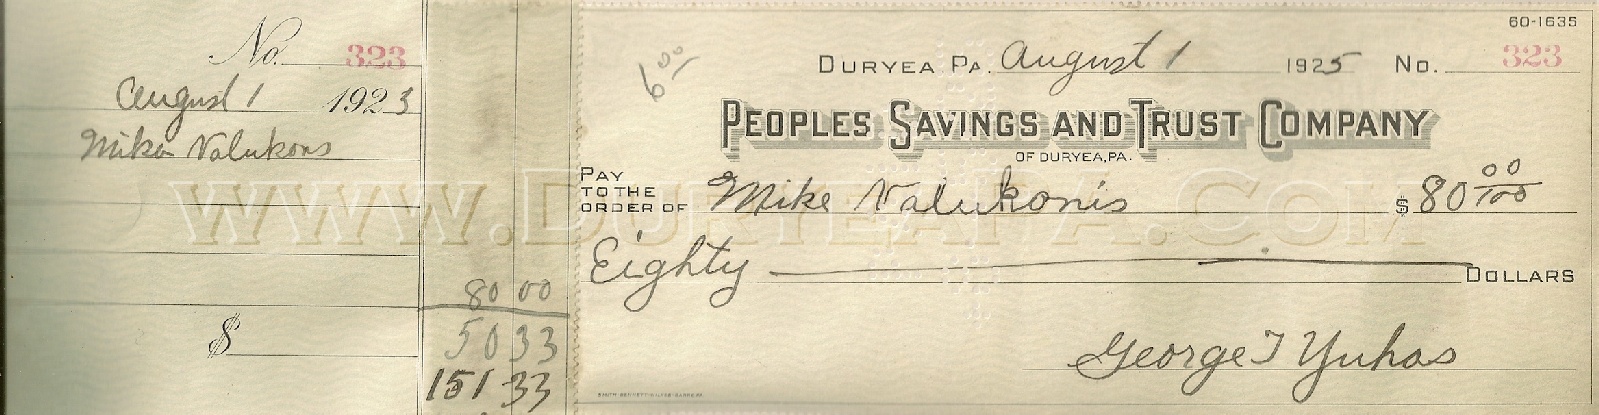 No. 323
August 1 1923
Mike Valukons
80 00
$
50 33
151 33
60-1635
6 00
DURYEA PA. August 1 1925 No. 323
PEOPLES SAVINGS AND TRUST COMPANY
OF DURYEA, PA.
PAY
TO THE
ORDER OF Mike Valukonis $ 80 00/100
Eighty DOLLARS
George J Yuhas
WWW.DURYEAPA.COM